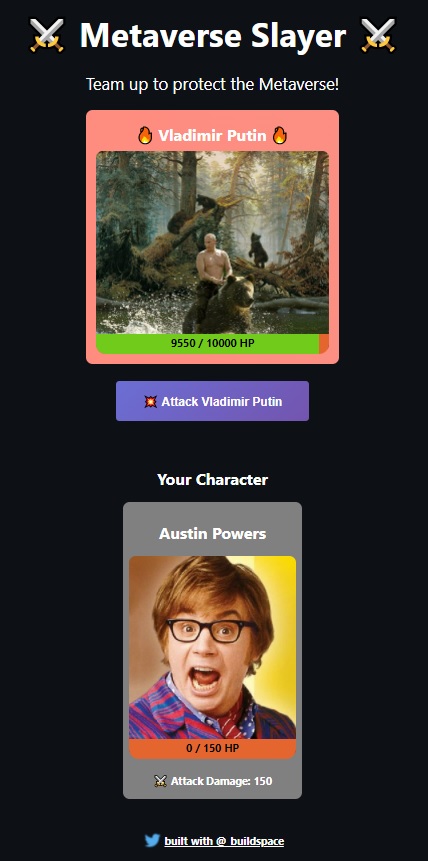 ⚔️ Metaverse Slayer ⚔️
Team up to protect the Metaverse!
🔥 Vladimir Putin 🔥
9550 / 10000 HP
💥 Attack Vladimir Putin
Your Character
Austin Powers
0 / 150 HP
⚔️ Attack Damage: 150
built with @_buildspace